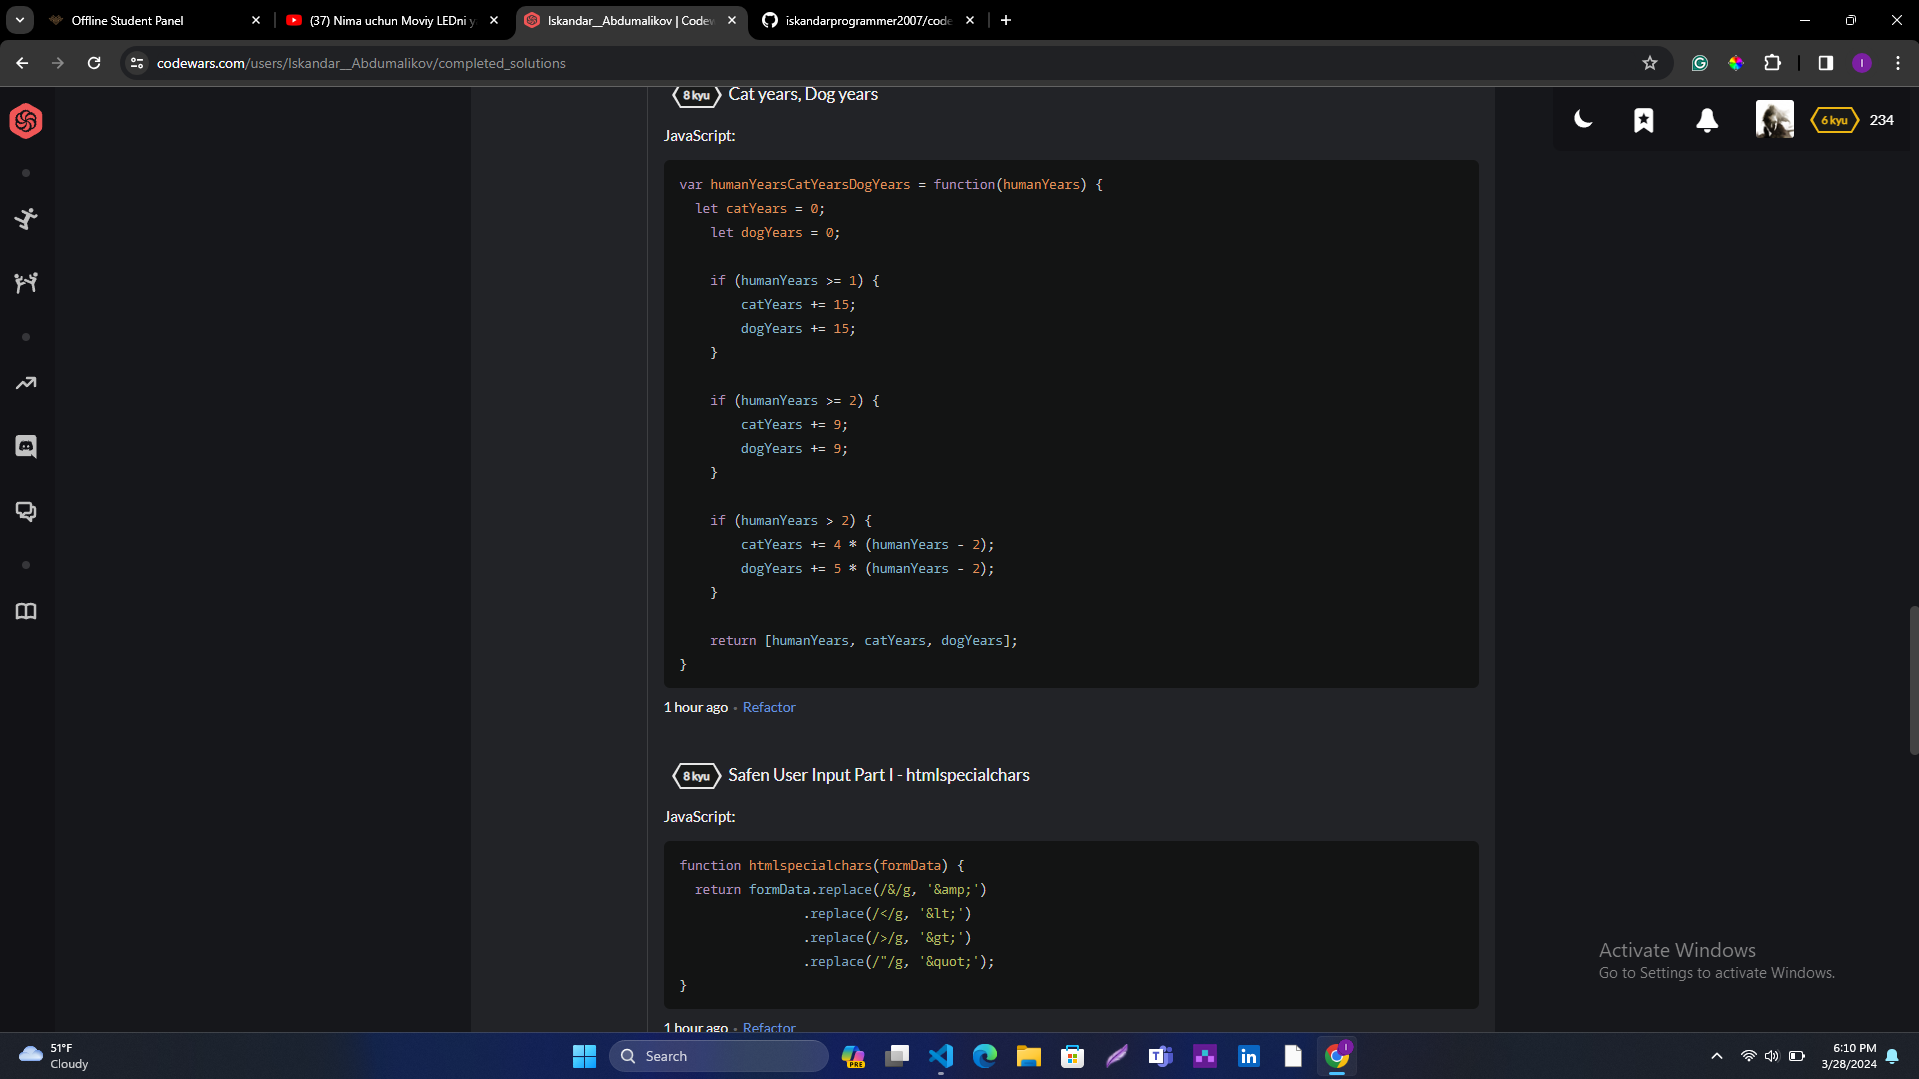 Offline Student Panel
(37) Nima uchun Moviy LEDni y
Iskandar__Abdumalikov | Codew
iskandarprogrammer2007/code
codewars.com/users/Iskandar__Abdumalikov/completed_solutions
8 kyu Cat years, Dog years
6 kyu 234
JavaScript:
var humanYearsCatYearsDogYears = function(humanYears) {
let catYears = 0;
let dogYears = 0;
if (humanYears >= 1) {
catYears += 15;
dogYears += 15;
}
if (humanYears >= 2) {
catYears += 9;
dogYears += 9;
}
if (humanYears > 2) {
catYears += 4 * (humanYears - 2);
dogYears += 5 * (humanYears - 2);
}
return [humanYears, catYears, dogYears];
}
1 hour ago • Refactor
8 kyu Safen User Input Part I - htmlspecialchars
JavaScript:
function htmlspecialchars(formData) {
return formData.replace(/&/g, '&amp;')
.replace(/</g, '&lt;')
.replace(/>/g, '&gt;')
.replace(/"/g, '&quot;');
}
1 hour ago • Refactor
Activate Windows
Go to Settings to activate Windows.
51°F
Cloudy
Search
PRE
6:10 PM
3/28/2024